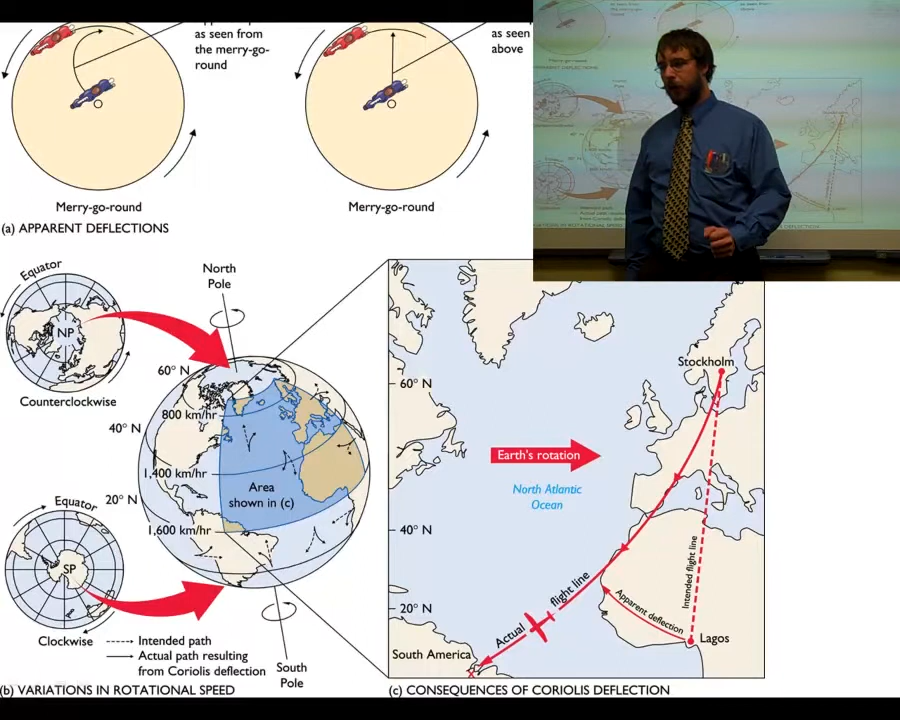 as seen from
the merry-go-
round
as seen
above
Merry-go-round
Merry-go-round
(a) APPARENT DEFLECTIONS
Equator
NP
Counterclockwise
North
Pole
60° N
800 km/hr
40° N
1,400 km/hr
20° N
1,600 km/hr
Area
shown in (c)
Equator
SP
Clockwise
Intended path
Actual path resulting
from Coriolis deflection
South
Pole
(b) VARIATIONS IN ROTATIONAL SPEED
Stockholm
60° N
Earth's rotation
North Atlantic
Ocean
40° N
Intended flight line
20° N
Actual flight line
Apparent deflection
Lagos
South America
(c) CONSEQUENCES OF CORIOLIS DEFLECTION